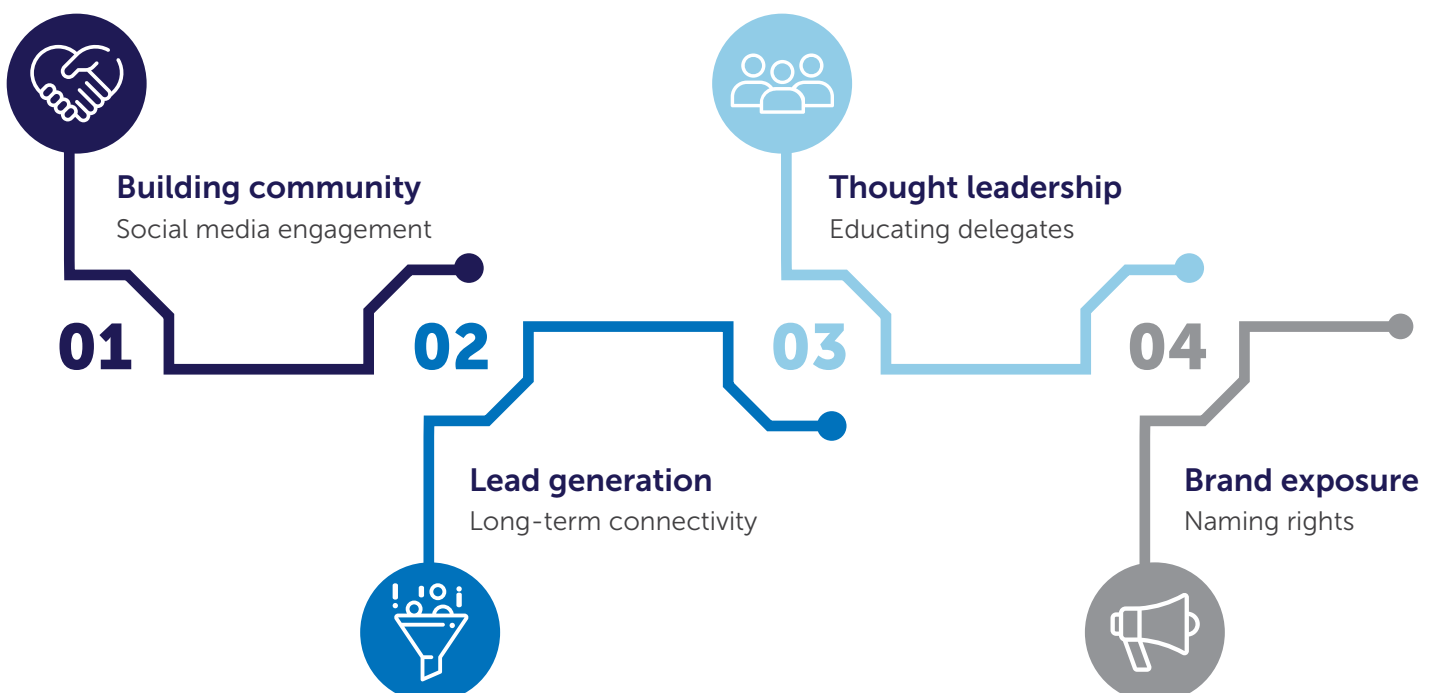 01
Building community
Social media engagement
02
Lead generation
Long-term connectivity
03
Thought leadership
Educating delegates
04
Brand exposure
Naming rights